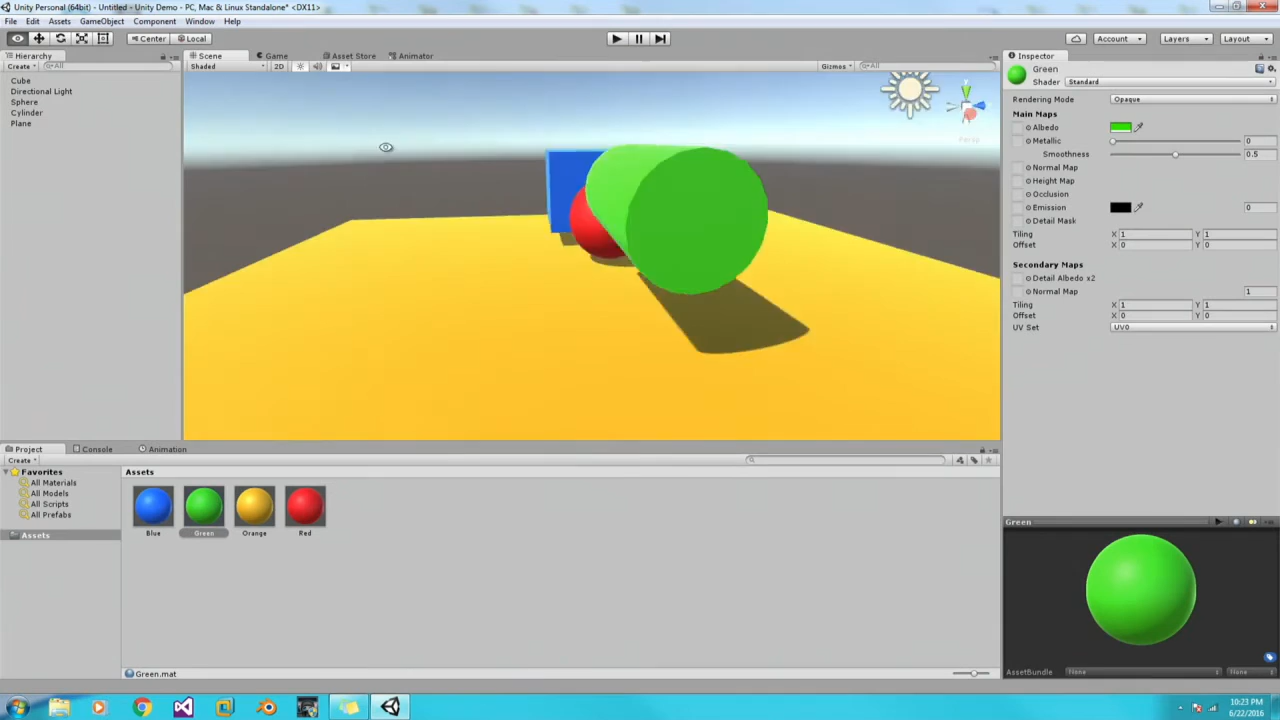 Unity Personal (64bit) - Untitled - Unity Demo - PC, Mac & Linux Standalone* <DX11>
File Edit Assets GameObject Component Window Help
Center Local Account Layers Layout
Hierarchy
Create All
Cube
Directional Light
Sphere
Cylinder
Plane
Scene Game Asset Store Animator
Shaded 2D Gizmos All
y
Persp
Inspector
Green
Shader Standard
Rendering Mode Opaque
Main Maps
Albedo
Metallic 0
Smoothness 0.5
Normal Map
Height Map
Occlusion
Emission 0
Detail Mask
Tiling X 1 Y 1
Offset X 0 Y 0
Secondary Maps
Detail Albedo x2
Normal Map 1
Tiling X 1 Y 1
Offset X 0 Y 0
UV Set UV0
Project Console Animation
Create
Favorites
All Materials
All Models
All Scripts
All Prefabs
Assets
Assets
Blue Green Orange Red
Green.mat
Green
AssetBundle None None
10:23 PM
6/22/2016